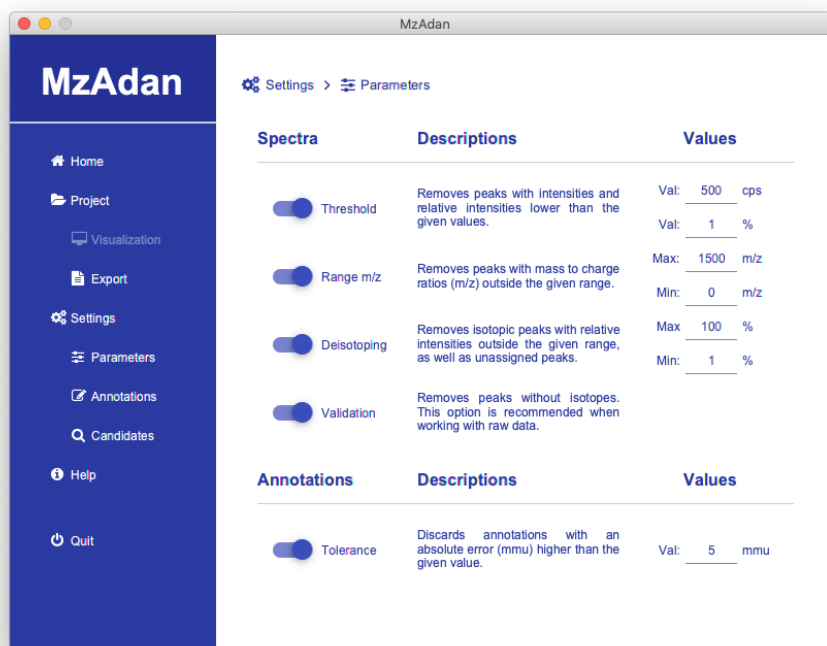 MzAdan
MzAdan
Home
Project
Visualization
Export
Settings
Parameters
Annotations
Candidates
Help
Quit
Settings > Parameters
Spectra Descriptions Values
Threshold
Removes peaks with intensities and
relative intensities lower than the
given values.
Val: 500 cps
Val: 1 %
Range m/z
Removes peaks with mass to charge
ratios (m/z) outside the given range.
Max: 1500 m/z
Min: 0 m/z
Deisotoping
Removes isotopic peaks with relative
intensities outside the given range,
as well as unassigned peaks.
Max 100 %
Min: 1 %
Validation
Removes peaks without isotopes.
This option is recommended when
working with raw data.
Annotations Descriptions Values
Tolerance
Discards annotations with an
absolute error (mmu) higher than the
given value.
Val: 5 mmu